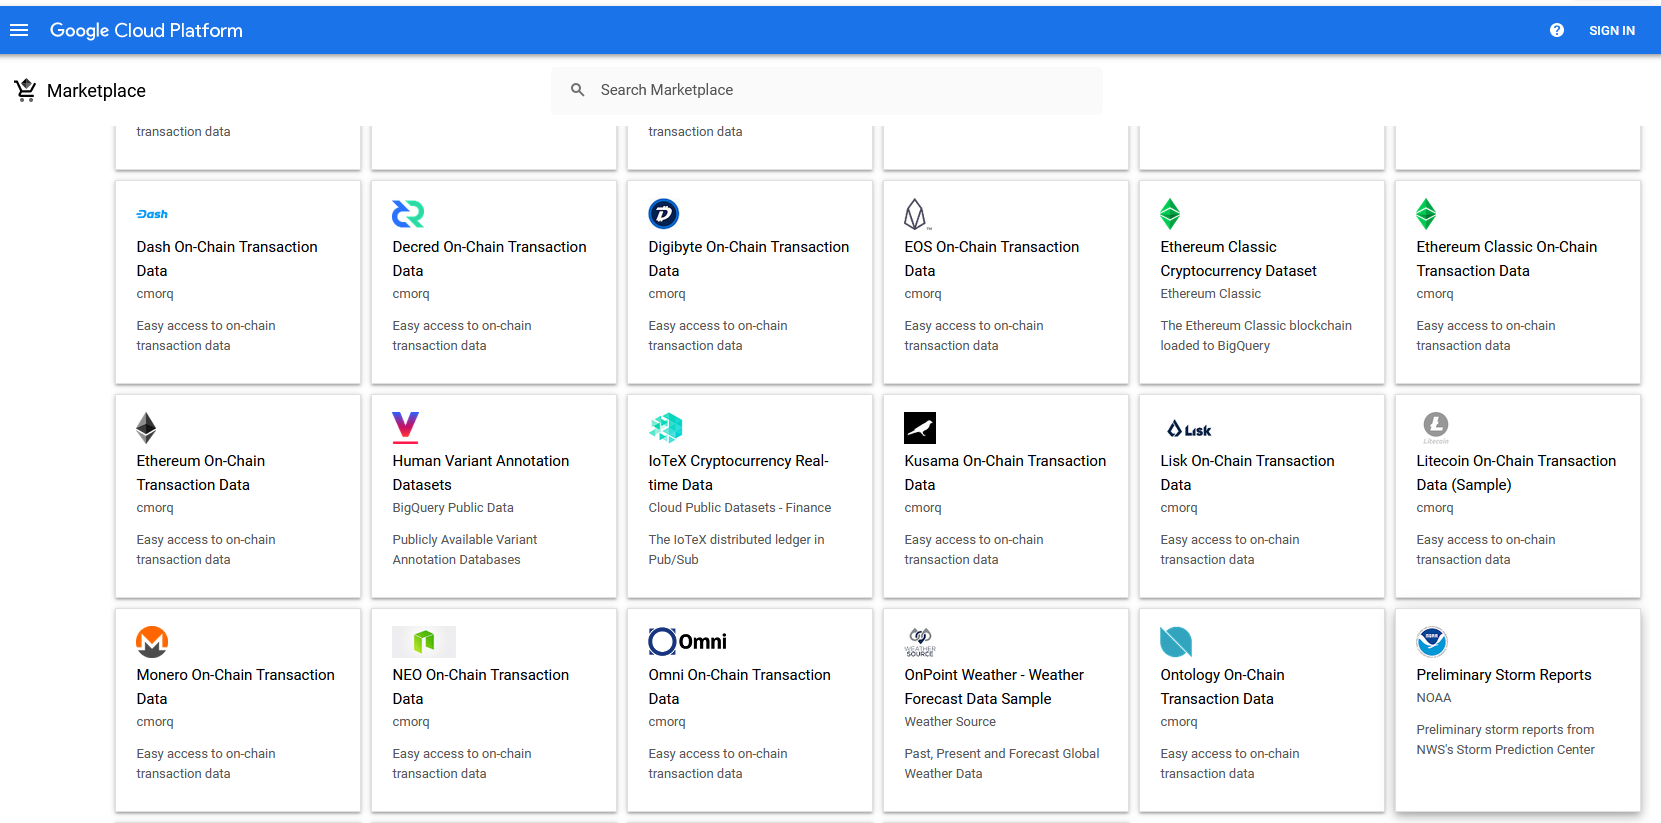 Google Cloud Platform
SIGN IN
Marketplace
Search Marketplace
transaction data
transaction data
Dash
Dash On-Chain Transaction
Data
cmorq
Easy access to on-chain
transaction data
Decred On-Chain Transaction
Data
cmorq
Easy access to on-chain
transaction data
Digibyte On-Chain Transaction
Data
cmorq
Easy access to on-chain
transaction data
EOS On-Chain Transaction
Data
cmorq
Easy access to on-chain
transaction data
Ethereum Classic
Cryptocurrency Dataset
Ethereum Classic
The Ethereum Classic blockchain
loaded to BigQuery
Ethereum Classic On-Chain
Transaction Data
cmorq
Easy access to on-chain
transaction data
Ethereum On-Chain
Transaction Data
cmorq
Easy access to on-chain
transaction data
Human Variant Annotation
Datasets
BigQuery Public Data
Publicly Available Variant
Annotation Databases
IoTeX Cryptocurrency Real-
time Data
Cloud Public Datasets - Finance
The IoTeX distributed ledger in
Pub/Sub
Kusama On-Chain Transaction
Data
cmorq
Easy access to on-chain
transaction data
Lisk
Lisk On-Chain Transaction
Data
cmorq
Easy access to on-chain
transaction data
Litecoin
Litecoin On-Chain Transaction
Data (Sample)
cmorq
Easy access to on-chain
transaction data
Monero On-Chain Transaction
Data
cmorq
Easy access to on-chain
transaction data
NEO On-Chain Transaction
Data
cmorq
Easy access to on-chain
transaction data
Omni
Omni On-Chain Transaction
Data
cmorq
Easy access to on-chain
transaction data
WEATHER
SOURCE
OnPoint Weather - Weather
Forecast Data Sample
Weather Source
Past, Present and Forecast Global
Weather Data
Ontology On-Chain
Transaction Data
cmorq
Easy access to on-chain
transaction data
NOAA
Preliminary Storm Reports
NOAA
Preliminary storm reports from
NWS's Storm Prediction Center